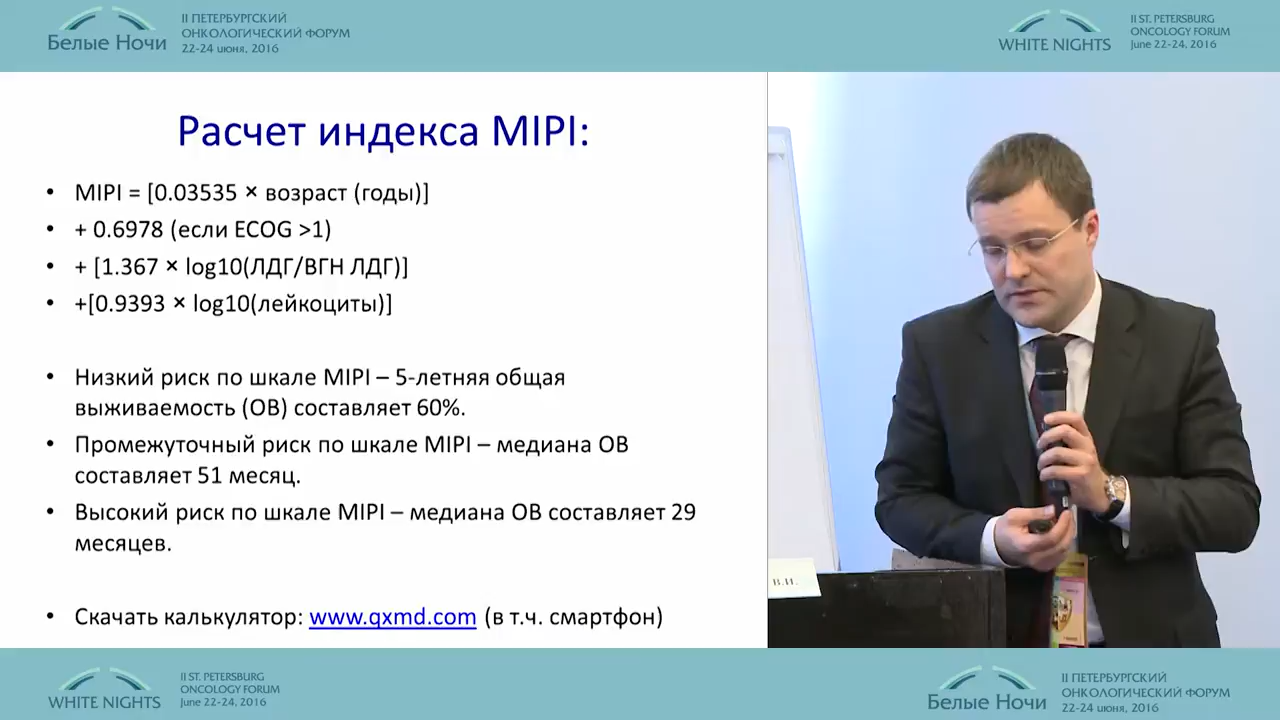 Белые Ночи
II ПЕТЕРБУРГСКИЙ
ОНКОЛОГИЧЕСКИЙ ФОРУМ
22-24 июня, 2016
WHITE NIGHTS
II ST. PETERSBURG
ONCOLOGY FORUM
June 22-24, 2016
Расчет индекса MIPI:
• MIPI = [0.03535 × возраст (годы)]
• + 0.6978 (если ECOG >1)
• + [1.367 × log10(ЛДГ/ВГН ЛДГ)]
• +[0.9393 × log10(лейкоциты)]
• Низкий риск по шкале MIPI – 5-летняя общая
выживаемость (ОВ) составляет 60%.
• Промежуточный риск по шкале MIPI – медиана ОВ
составляет 51 месяц.
• Высокий риск по шкале MIPI – медиана ОВ составляет 29
месяцев.
• Скачать калькулятор: www.qxmd.com (в т.ч. смартфон)
В.И.
WHITE NIGHTS
II ST. PETERSBURG
ONCOLOGY FORUM
June 22-24, 2016
Белые Ночи
II ПЕТЕРБУРГСКИЙ
ОНКОЛОГИЧЕСКИЙ ФОРУМ
22-24 июня, 2016